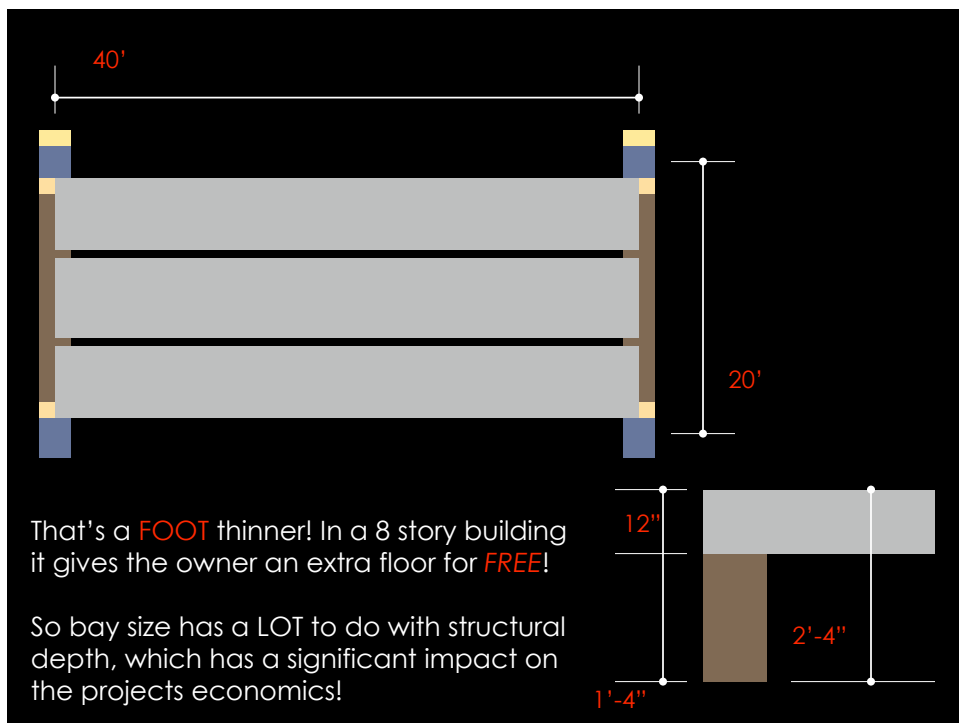 40’
20’
That’s a FOOT thinner! In a 8 story building
it gives the owner an extra floor for FREE!
So bay size has a LOT to do with structural
depth, which has a significant impact on
the projects economics!
12”
2’-4”
1’-4”